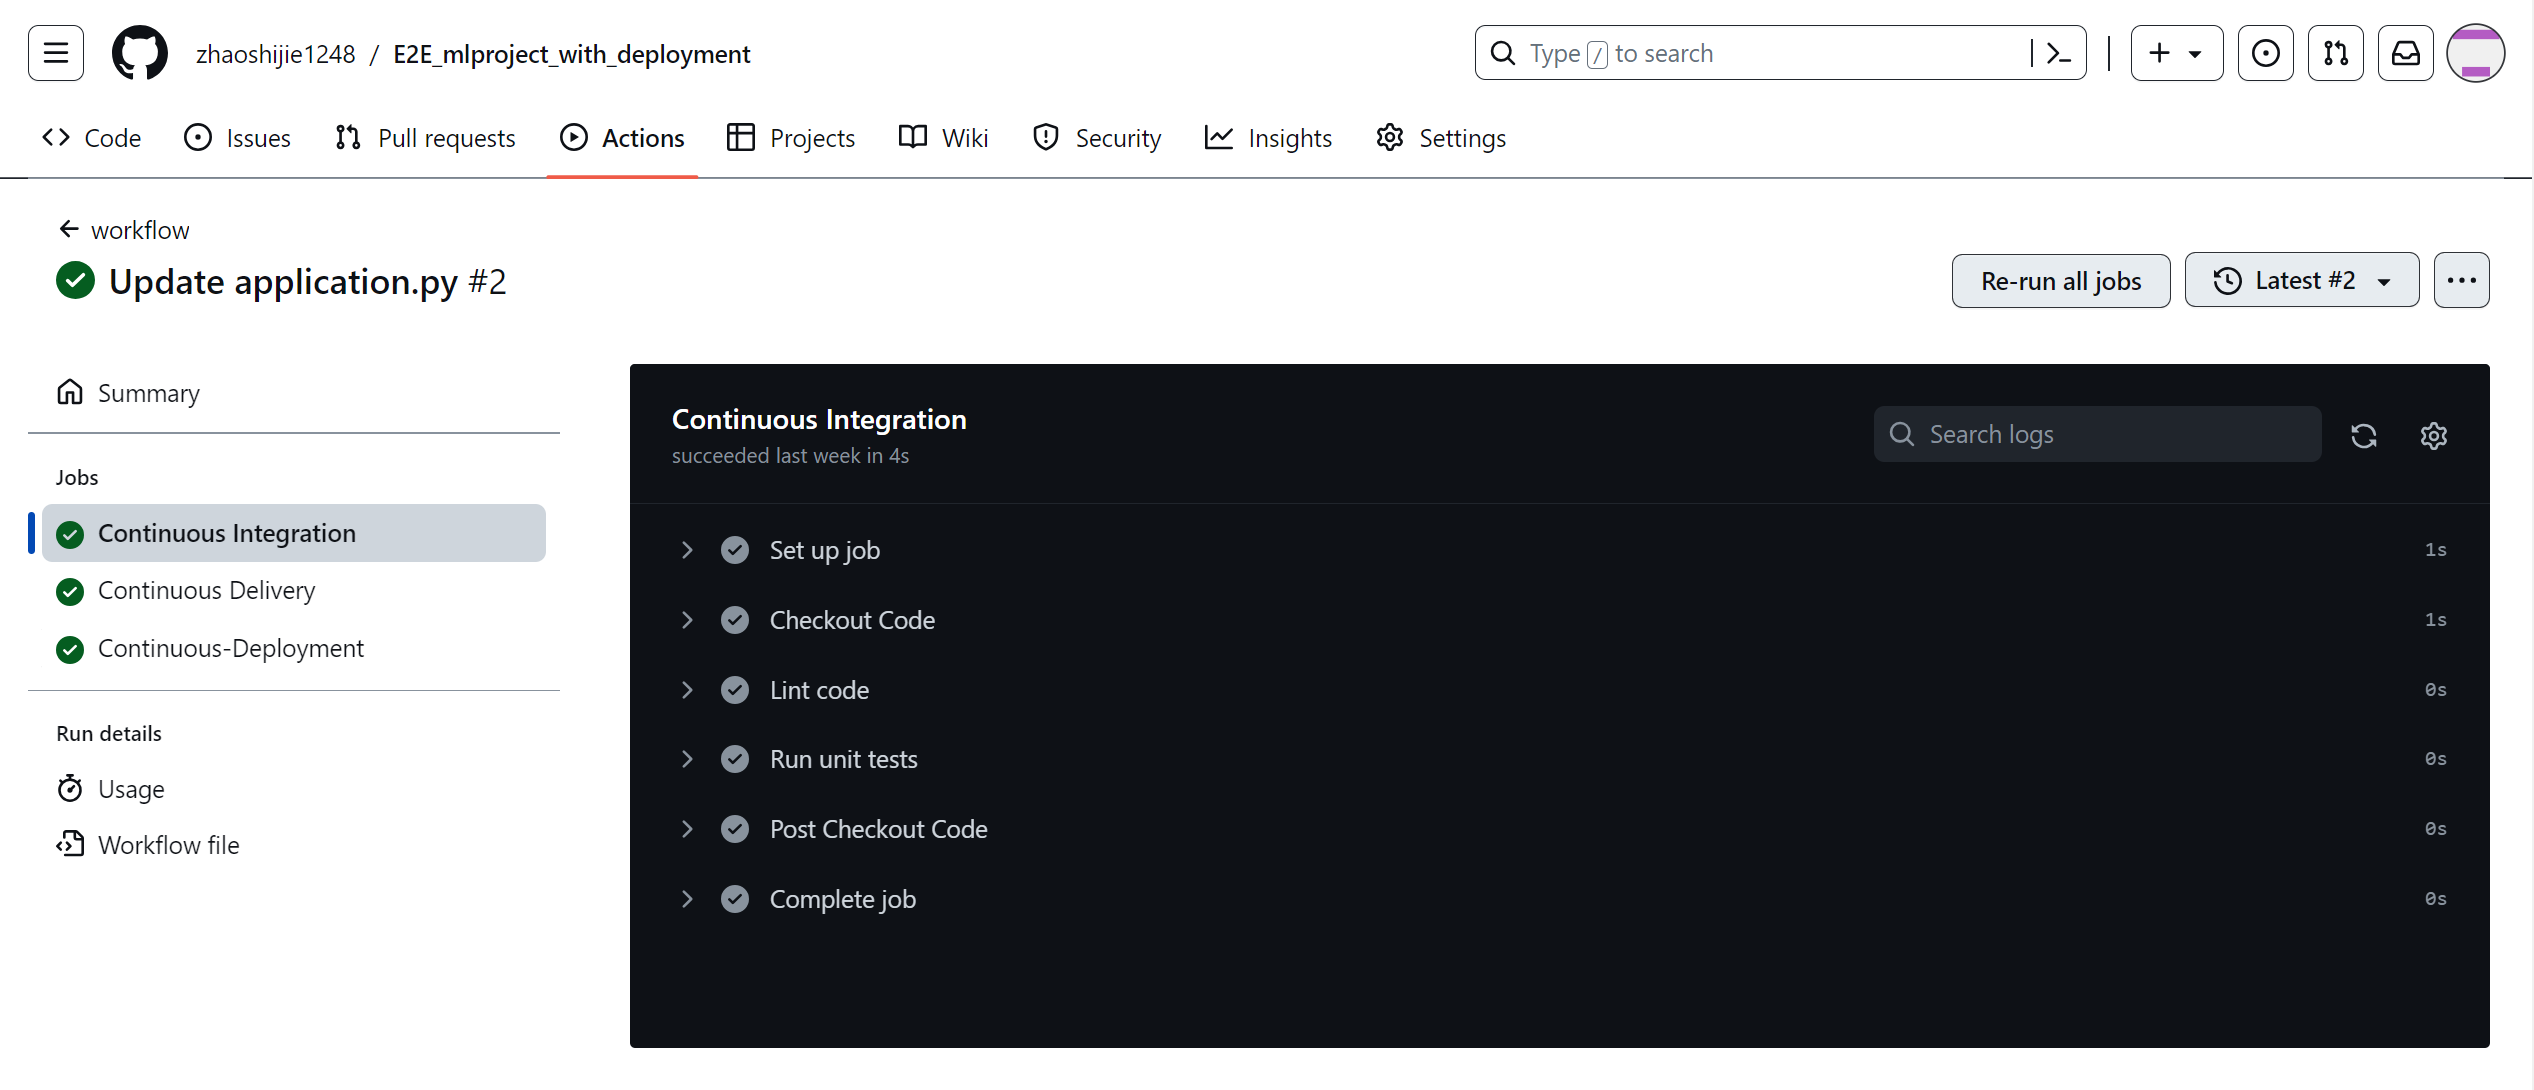 zhaoshijie1248 / E2E_mlproject_with_deployment
Type / to search
Code
Issues
Pull requests
Actions
Projects
Wiki
Security
Insights
Settings
workflow
Update application.py #2
Re-run all jobs
Latest #2
Summary
Jobs
Continuous Integration
Continuous Delivery
Continuous-Deployment
Run details
Usage
Workflow file
Continuous Integration
succeeded last week in 4s
Search logs
Set up job 1s
Checkout Code 1s
Lint code 0s
Run unit tests 0s
Post Checkout Code 0s
Complete job 0s